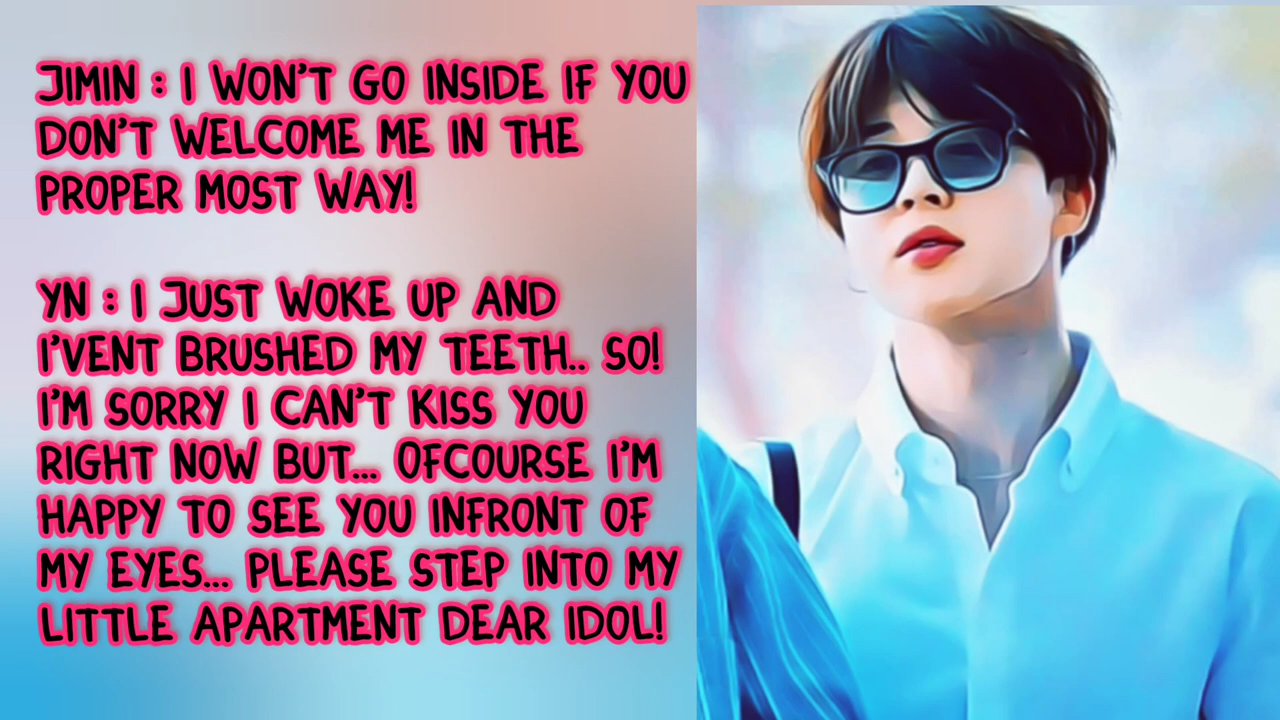 JIMIN : I WON'T GO INSIDE IF YOU
DON'T WELCOME ME IN THE
PROPER MOST WAY!
YN : I JUST WOKE UP AND
I'VENT BRUSHED MY TEETH.. SO!
I'M SORRY I CAN'T KISS YOU
RIGHT NOW BUT... OFCOURSE I'M
HAPPY TO SEE YOU INFRONT OF
MY EYES... PLEASE STEP INTO MY
LITTLE APARTMENT DEAR IDOL!